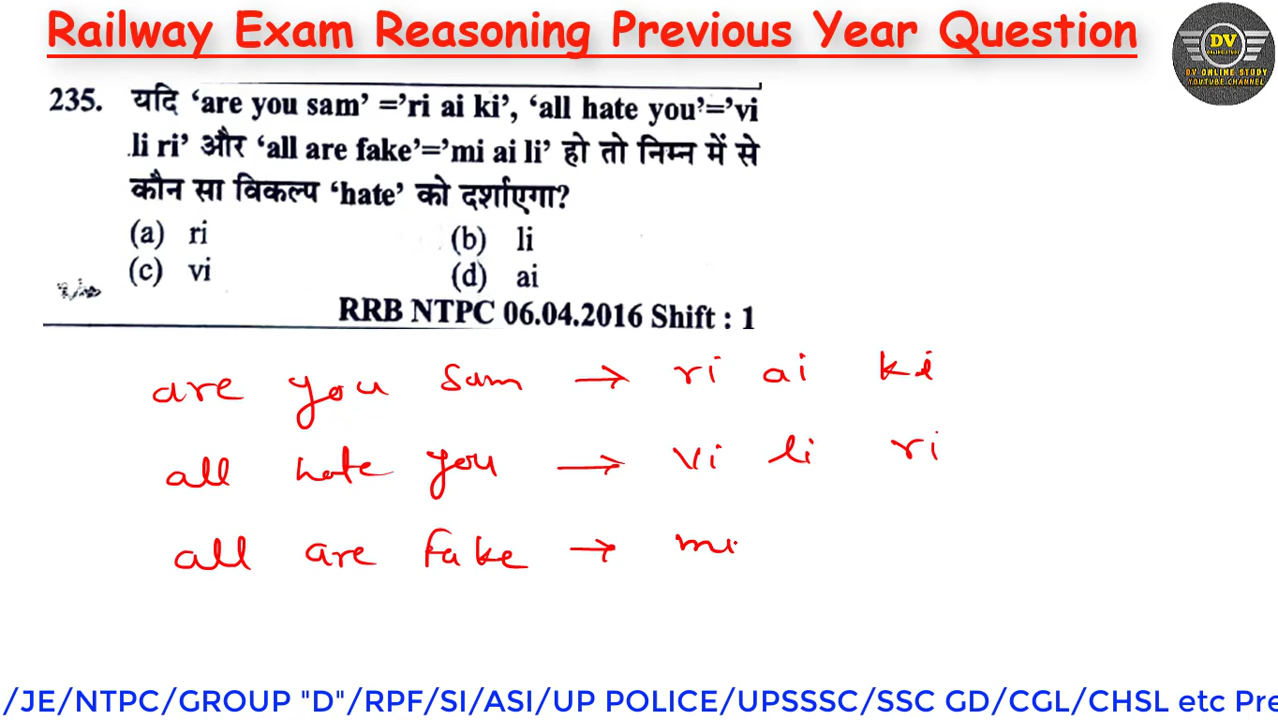 Railway Exam Reasoning Previous Year Question
DV
ONLINE STUDY
DV ONLINE STUDY
YOUTUBE CHANNEL
235. यदि ‘are you sam’ =’ri ai ki’, ‘all hate you’=’vi
li ri’ और ‘all are fake’=’mi ai li’ हो तो निम्न में से
कौन सा विकल्प ‘hate’ को दर्शाएगा?
(a) ri (b) li
(c) vi (d) ai
RRB NTPC 06.04.2016 Shift : 1
are you sam → ri ai ki
all hate you → vi li ri
all are fake → mi
/JE/NTPC/GROUP "D"/RPF/SI/ASI/UP POLICE/UPSSSC/SSC GD/CGL/CHSL etc Pre